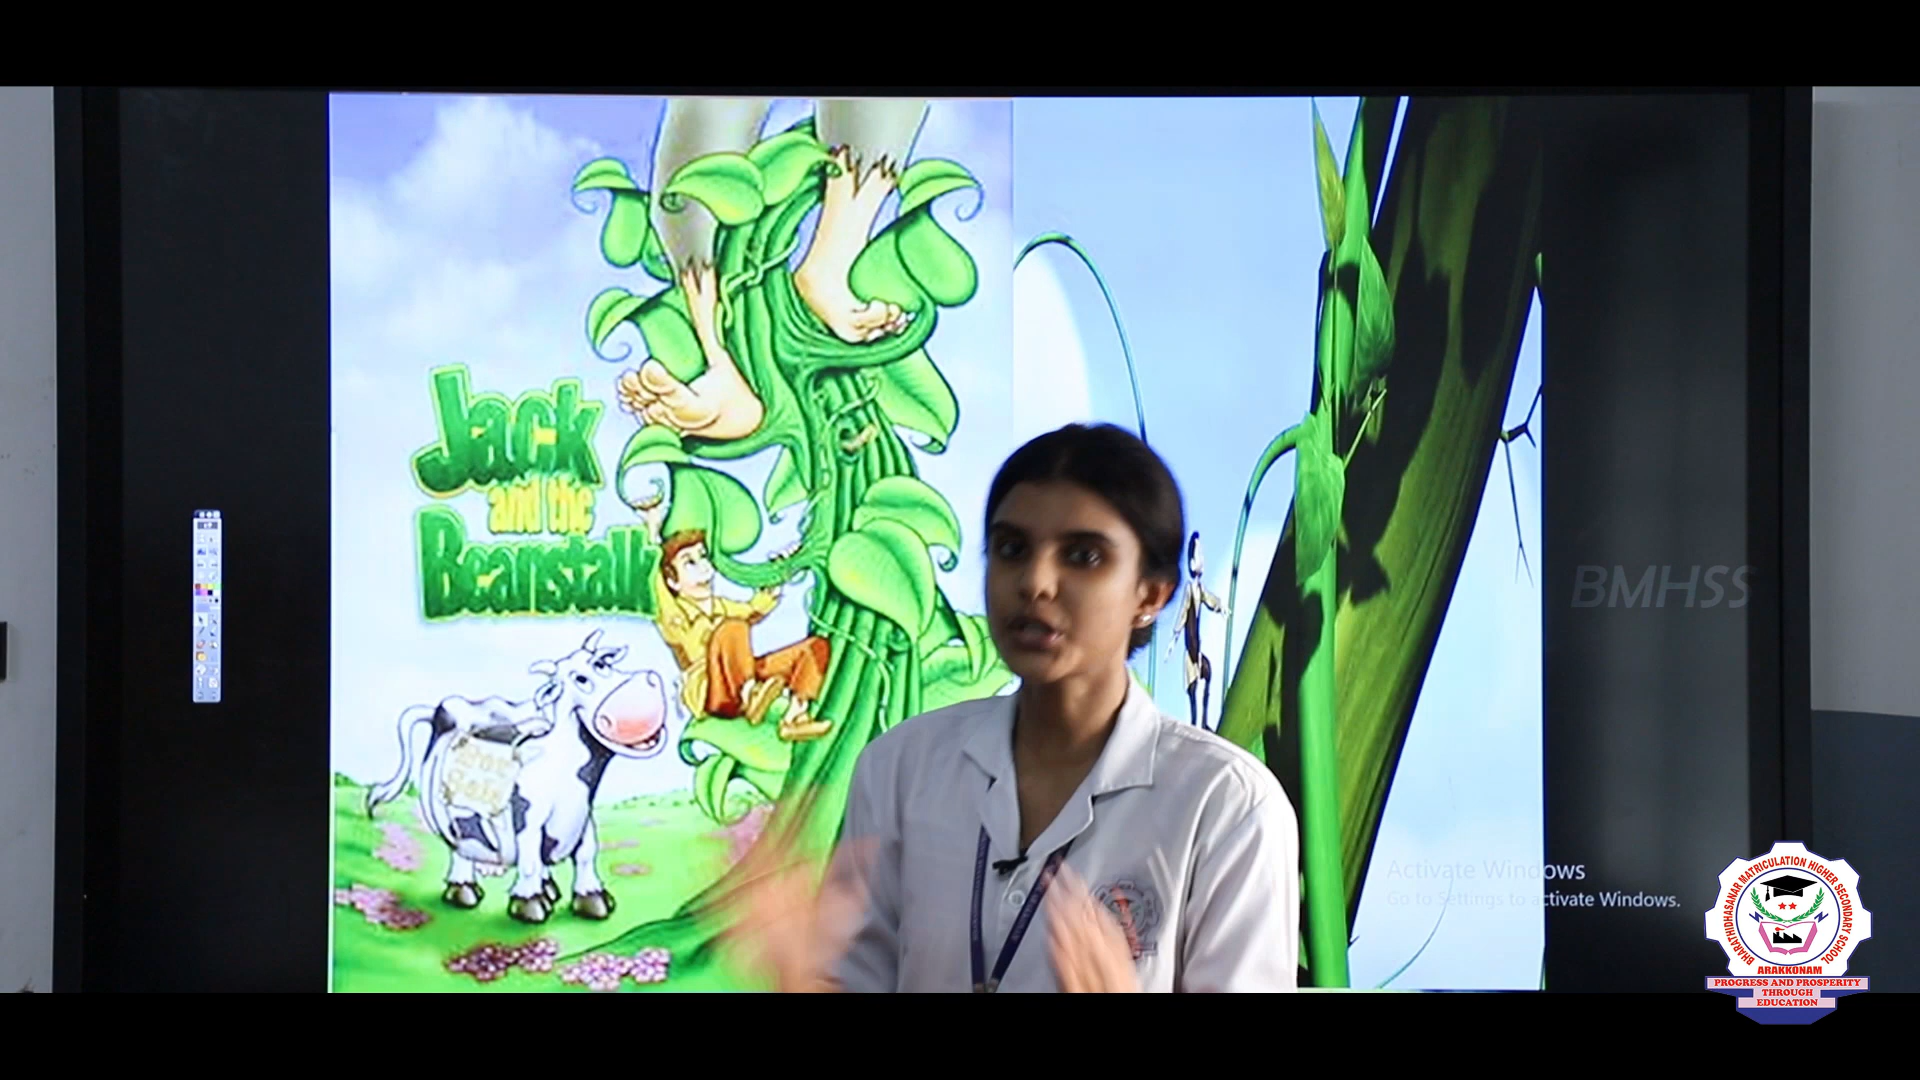 Jack
and the
Beanstalk
BMHSS
Activate Windows
Go to Settings to activate Windows.
BHARATHIDHASANAR MATRICULATION HIGHER SECONDARY SCHOOL
ARAKKONAM
PROGRESS AND PROSPERITY
THROUGH
EDUCATION